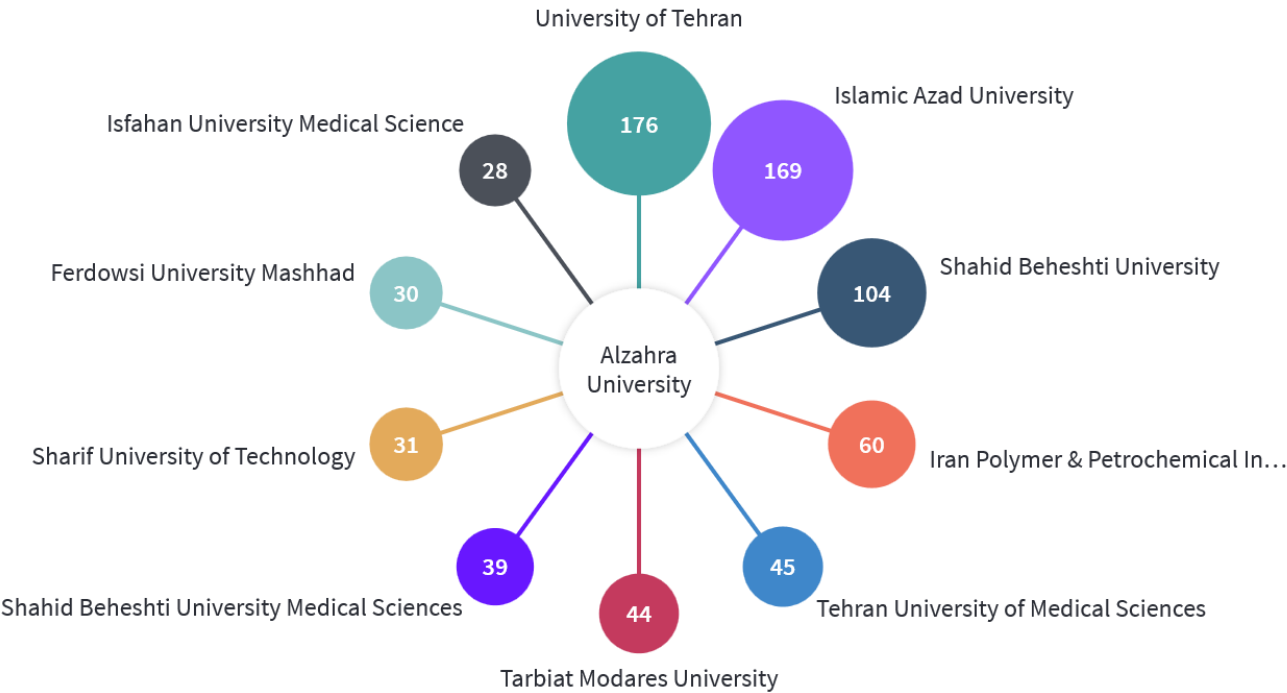 University of Tehran
176
Islamic Azad University
169
Shahid Beheshti University
104
Iran Polymer & Petrochemical In...
60
Tehran University of Medical Sciences
45
Tarbiat Modares University
44
Shahid Beheshti University Medical Sciences
39
Sharif University of Technology
31
Ferdowsi University Mashhad
30
Isfahan University Medical Science
28
Alzahra
University